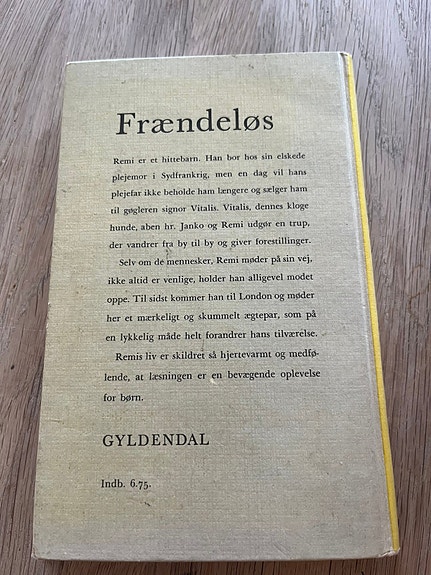 Frændeløs
Remi er et hittebarn. Han bor hos sin elskede
plejemor i Sydfrankrig, men en dag vil hans
plejefar ikke beholde ham længere og sælger ham
til gøgleren signor Vitalis. Vitalis, dennes kloge
hunde, aben hr. Janko og Remi udgør en trup,
der vandrer fra by til by og giver forestillinger.
Selv om de mennesker, Remi møder på sin vej,
ikke altid er venlige, holder han alligevel modet
oppe. Til sidst kommer han til London og møder
her et mærkeligt og skummelt ægtepar, som på
en lykkelig måde helt forandrer hans tilværelse.
Remis liv er skildret så hjertevarmt og medfø-
lende, at læsningen er en bevægende oplevelse
for børn.
GYLDENDAL
Indb. 6.75.